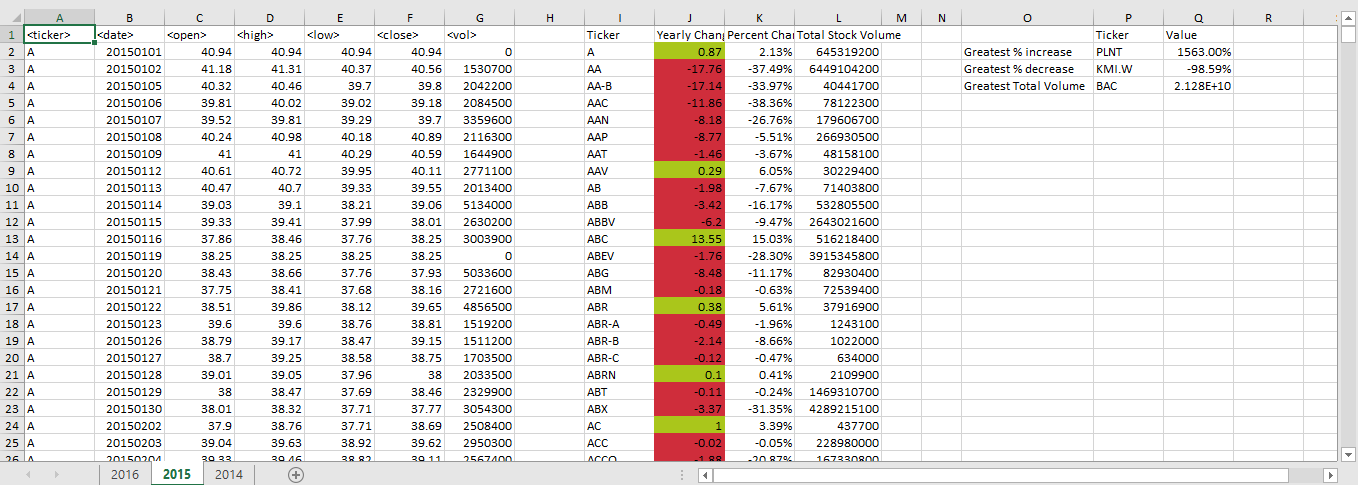 A B C D E F G H I J K L M N O P Q R
1 <ticker> <date> <open> <high> <low> <close> <vol> Ticker Yearly Chang Percent Chan Total Stock Volume Ticker Value
2 A 20150101 40.94 40.94 40.94 40.94 0 A 0.87 2.13% 645319200 Greatest % increase PLNT 1563.00%
3 A 20150102 41.18 41.31 40.37 40.56 1530700 AA -17.76 -37.49% 6449104200 Greatest % decrease KMI.W -98.59%
4 A 20150105 40.32 40.46 39.7 39.8 2042200 AA-B -17.14 -33.97% 40441700 Greatest Total Volume BAC 2.128E+10
5 A 20150106 39.81 40.02 39.02 39.18 2084500 AAC -11.86 -38.36% 78122300
6 A 20150107 39.52 39.81 39.29 39.7 3359600 AAN -8.18 -26.76% 179606700
7 A 20150108 40.24 40.98 40.18 40.89 2116300 AAP -8.77 -5.51% 266930500
8 A 20150109 41 41 40.29 40.59 1644900 AAT -1.46 -3.67% 48158100
9 A 20150112 40.61 40.72 39.95 40.11 2771100 AAV 0.29 6.05% 30229400
10 A 20150113 40.47 40.7 39.33 39.55 2013400 AB -1.98 -7.67% 71403800
11 A 20150114 39.03 39.1 38.21 39.06 5134000 ABB -3.42 -16.17% 532805500
12 A 20150115 39.33 39.41 37.99 38.01 2630200 ABBV -6.2 -9.47% 2643021600
13 A 20150116 37.86 38.46 37.76 38.25 3003900 ABC 13.55 15.03% 516218400
14 A 20150119 38.25 38.25 38.25 38.25 0 ABEV -1.76 -28.30% 3915345800
15 A 20150120 38.43 38.66 37.76 37.93 5033600 ABG -8.48 -11.17% 82930400
16 A 20150121 37.75 38.41 37.68 38.16 2721600 ABM -0.18 -0.63% 72539400
17 A 20150122 38.51 39.86 38.12 39.65 4856500 ABR 0.38 5.61% 37916900
18 A 20150123 39.6 39.6 38.76 38.81 1519200 ABR-A -0.49 -1.96% 1243100
19 A 20150126 38.79 39.17 38.47 39.15 1511200 ABR-B -2.14 -8.66% 1022000
20 A 20150127 38.7 39.25 38.58 38.75 1703500 ABR-C -0.12 -0.47% 634000
21 A 20150128 39.01 39.05 37.96 38 2033500 ABRN 0.1 0.41% 2109900
22 A 20150129 38 38.47 37.69 38.46 2329900 ABT -0.11 -0.24% 1469310700
23 A 20150130 38.01 38.32 37.71 37.77 3054300 ABX -3.37 -31.35% 4289215100
24 A 20150202 37.9 38.76 37.71 38.69 2508400 AC 1 3.39% 437700
25 A 20150203 39.04 39.63 38.92 39.62 2950300 ACC -0.02 -0.05% 228980000
26 A 20150204 39.33 39.46 38.82 39.11 2567400 ACCO -1.88 -20.87% 167330800
2016 2015 2014